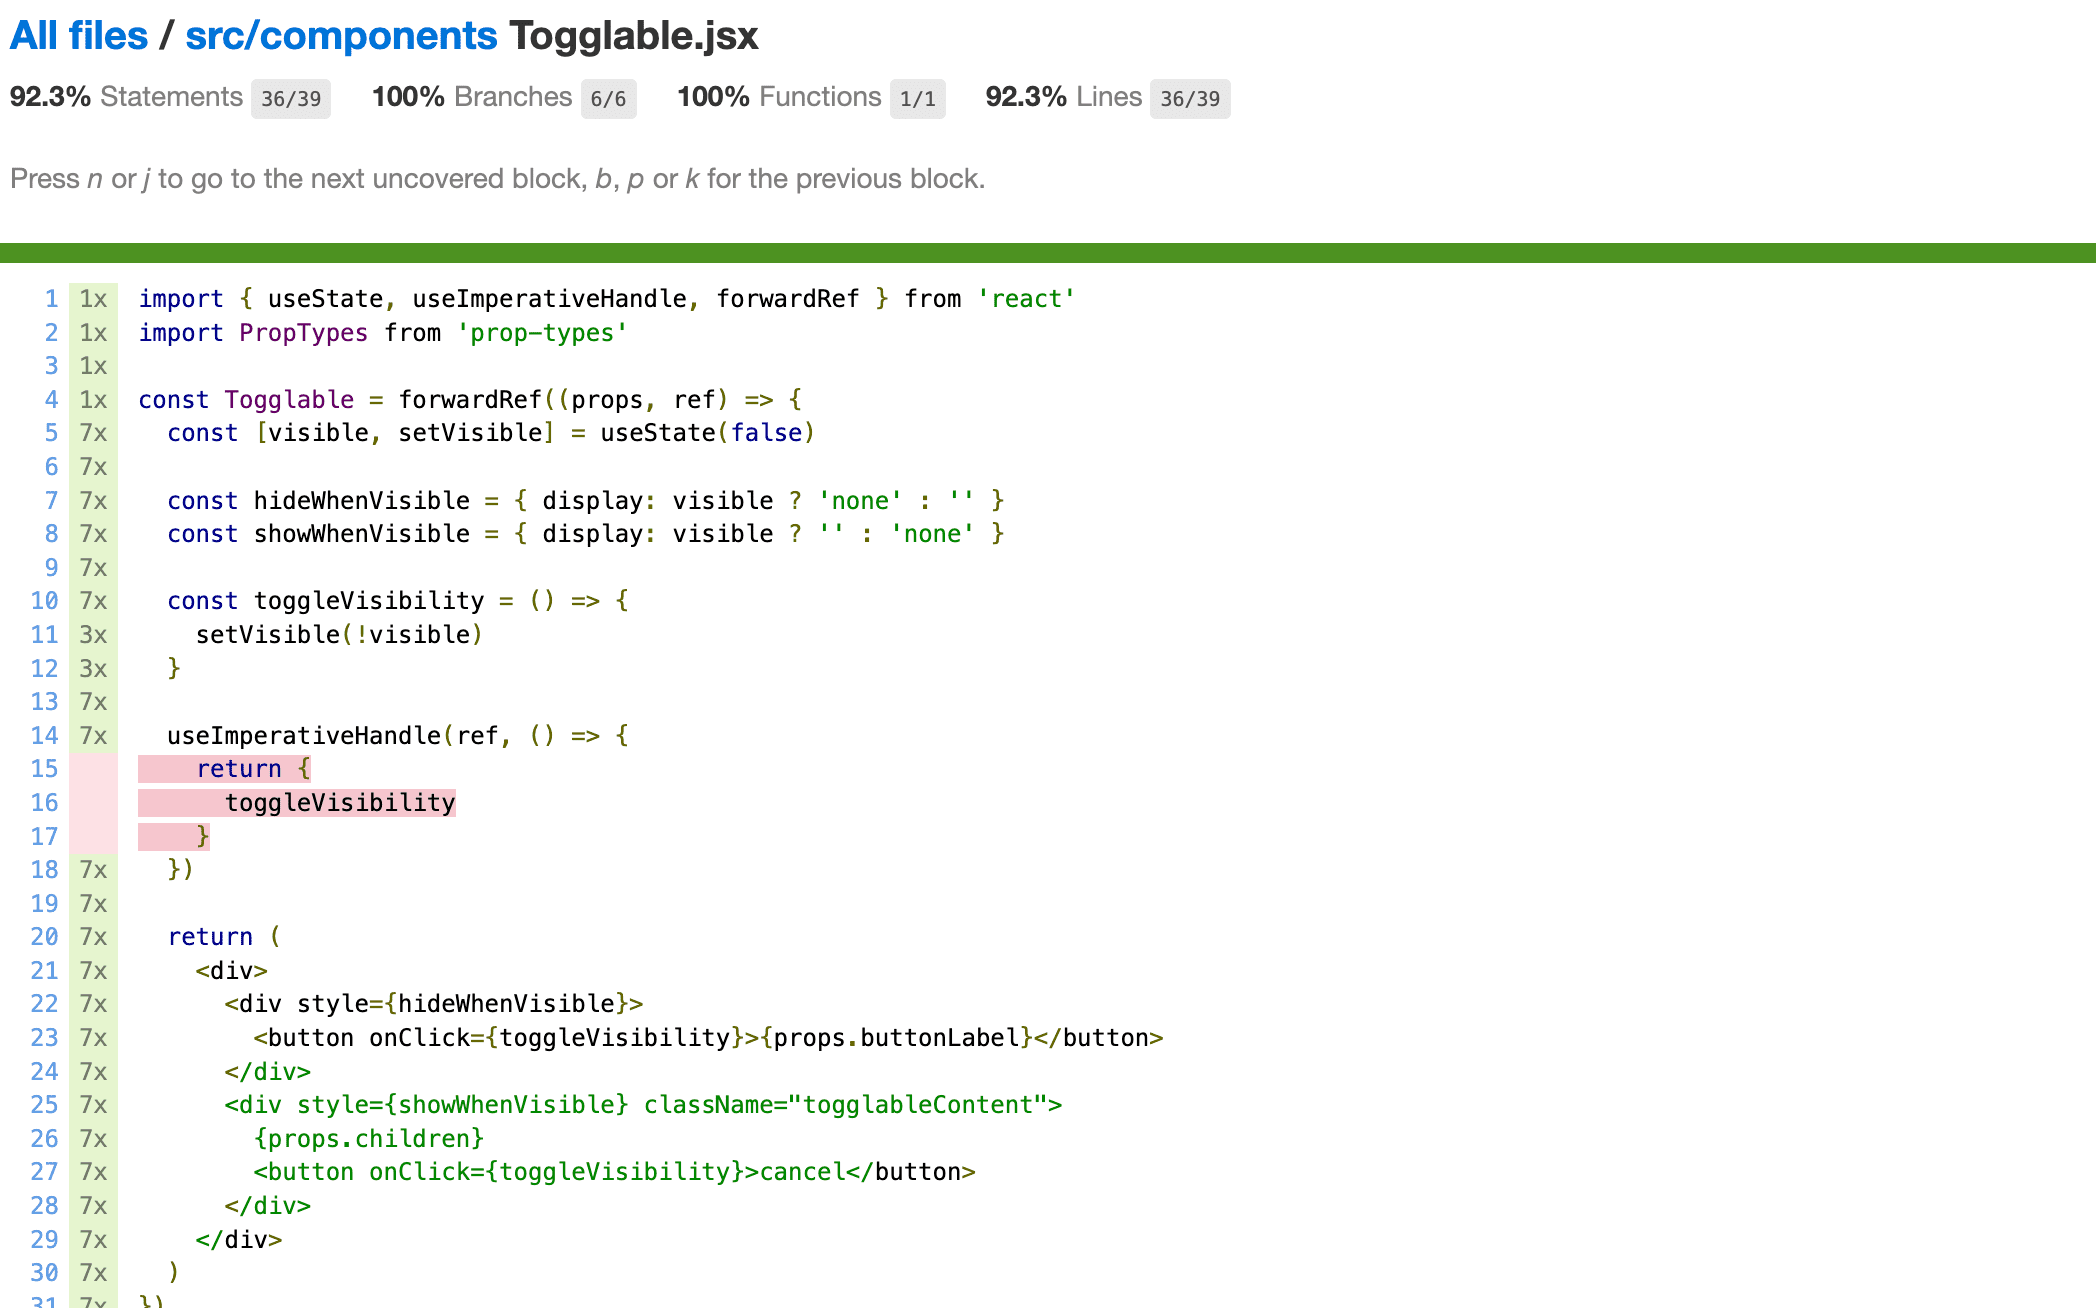 All files / src/components Togglable.jsx
92.3% Statements 36/39 100% Branches 6/6 100% Functions 1/1 92.3% Lines 36/39
Press n or j to go to the next uncovered block, b, p or k for the previous block.
1 1x import { useState, useImperativeHandle, forwardRef } from 'react'
2 1x import PropTypes from 'prop-types'
3 1x
4 1x const Togglable = forwardRef((props, ref) => {
5 7x   const [visible, setVisible] = useState(false)
6 7x
7 7x   const hideWhenVisible = { display: visible ? 'none' : '' }
8 7x   const showWhenVisible = { display: visible ? '' : 'none' }
9 7x
10 7x   const toggleVisibility = () => {
11 3x     setVisible(!visible)
12 3x   }
13 7x
14 7x   useImperativeHandle(ref, () => {
15     return {
16       toggleVisibility
17     }
18 7x   })
19 7x
20 7x   return (
21 7x     <div>
22 7x       <div style={hideWhenVisible}>
23 7x         <button onClick={toggleVisibility}>{props.buttonLabel}</button>
24 7x       </div>
25 7x       <div style={showWhenVisible} className="togglableContent">
26 7x         {props.children}
27 7x         <button onClick={toggleVisibility}>cancel</button>
28 7x       </div>
29 7x     </div>
30 7x   )
31 7x })